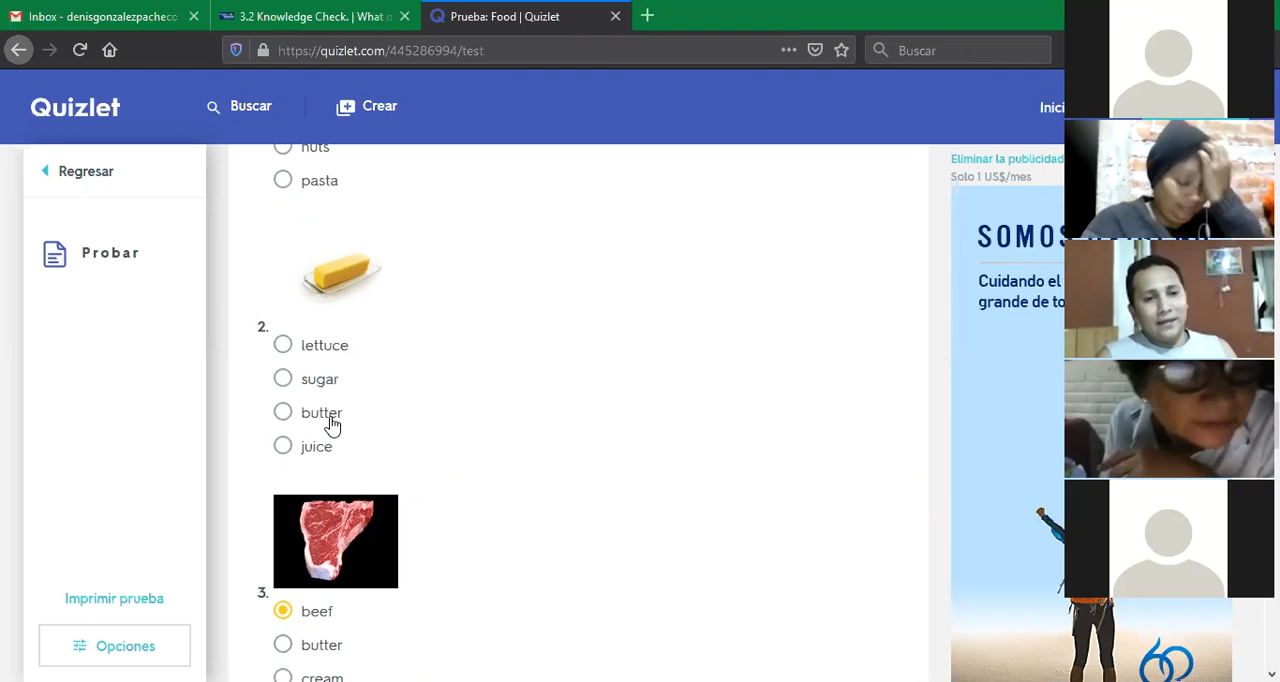 Inbox - denisgonzalezpachecc
3.2 Knowledge Check. | What o
Prueba: Food | Quizlet
https://quizlet.com/445286994/test
Buscar
Quizlet
Buscar
Crear
Inici
Regresar
Probar
Imprimir prueba
Opciones
nuts
pasta
2.
lettuce
sugar
butter
juice
3.
beef
butter
cream
Eliminar la publicidad
Solo 1 US$/mes
SOMOS
Cuidando el
grande de to
60